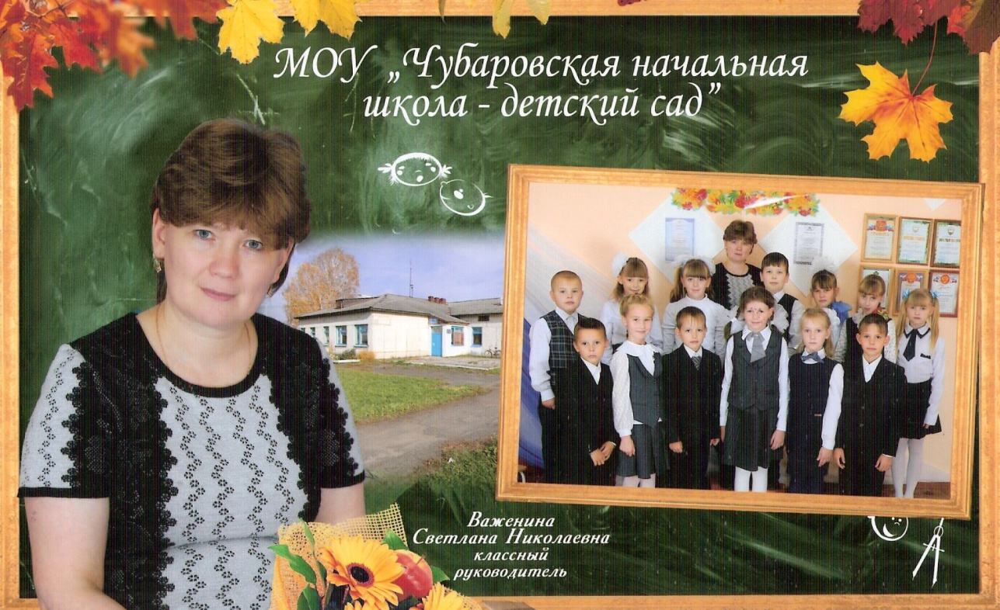 МОУ „Чубаровская начальная
школа - детский сад”
Важенина
Светлана Николаевна
классный
руководитель